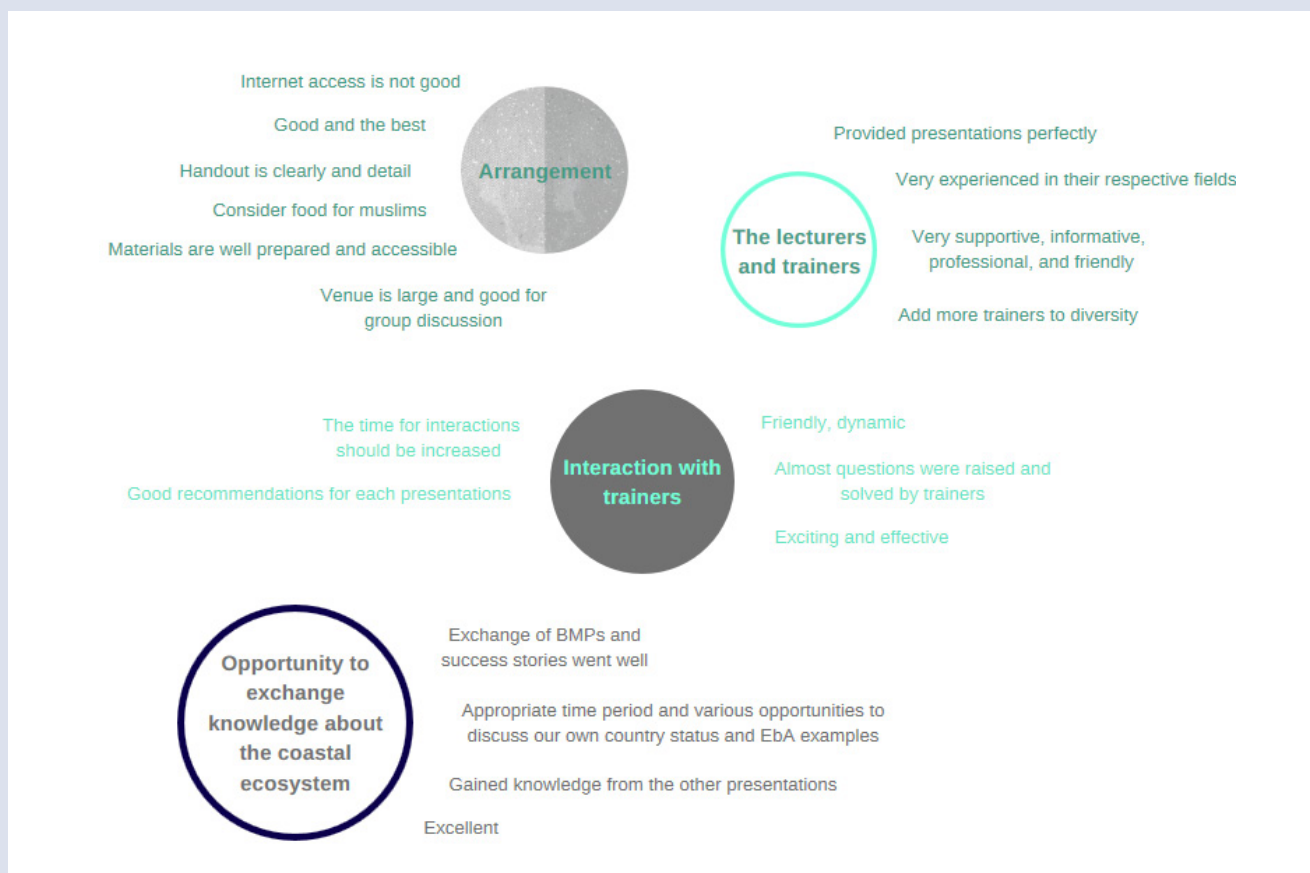 Internet access is not good
Good and the best
Handout is clearly and detail
Consider food for muslims
Materials are well prepared and accessible
Venue is large and good for
group discussion
Arrangement
The lecturers
and trainers
Provided presentations perfectly
Very experienced in their respective fields
Very supportive, informative,
professional, and friendly
Add more trainers to diversity
The time for interactions
should be increased
Good recommendations for each presentations
Interaction with
trainers
Friendly, dynamic
Almost questions were raised and
solved by trainers
Exciting and effective
Opportunity to
exchange
knowledge about
the coastal
ecosystem
Exchange of BMPs and
success stories went well
Appropriate time period and various opportunities to
discuss our own country status and EbA examples
Gained knowledge from the other presentations
Excellent